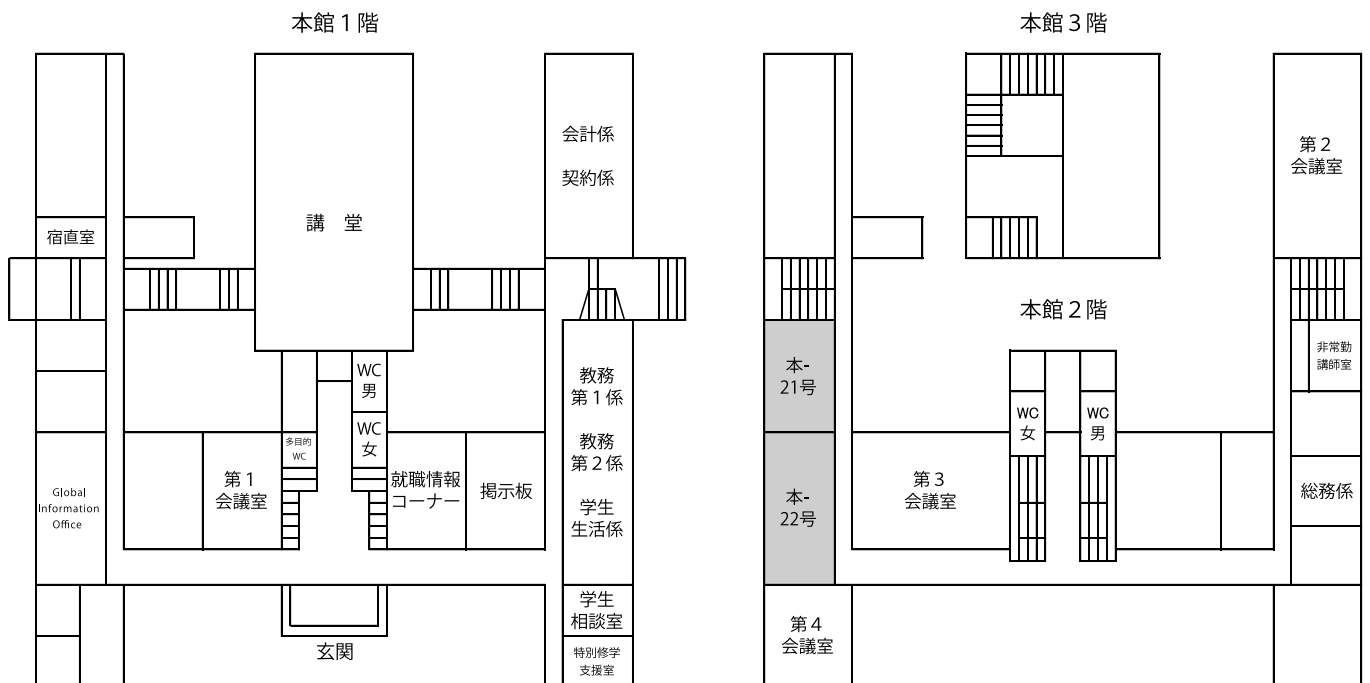 本館１階
会計係
契約係
講　堂
宿直室
WC
男
WC
女
多目的
WC
教務
第１係
教務
第２係
学生
生活係
第１
会議室
就職情報
コーナー
掲示板
Global
Information
Office
学生
相談室
特別修学
支援室
玄関
本館３階
第２
会議室
本館２階
非常勤
講師室
本-
21号
WC
女
WC
男
本-
22号
第３
会議室
総務係
第４
会議室